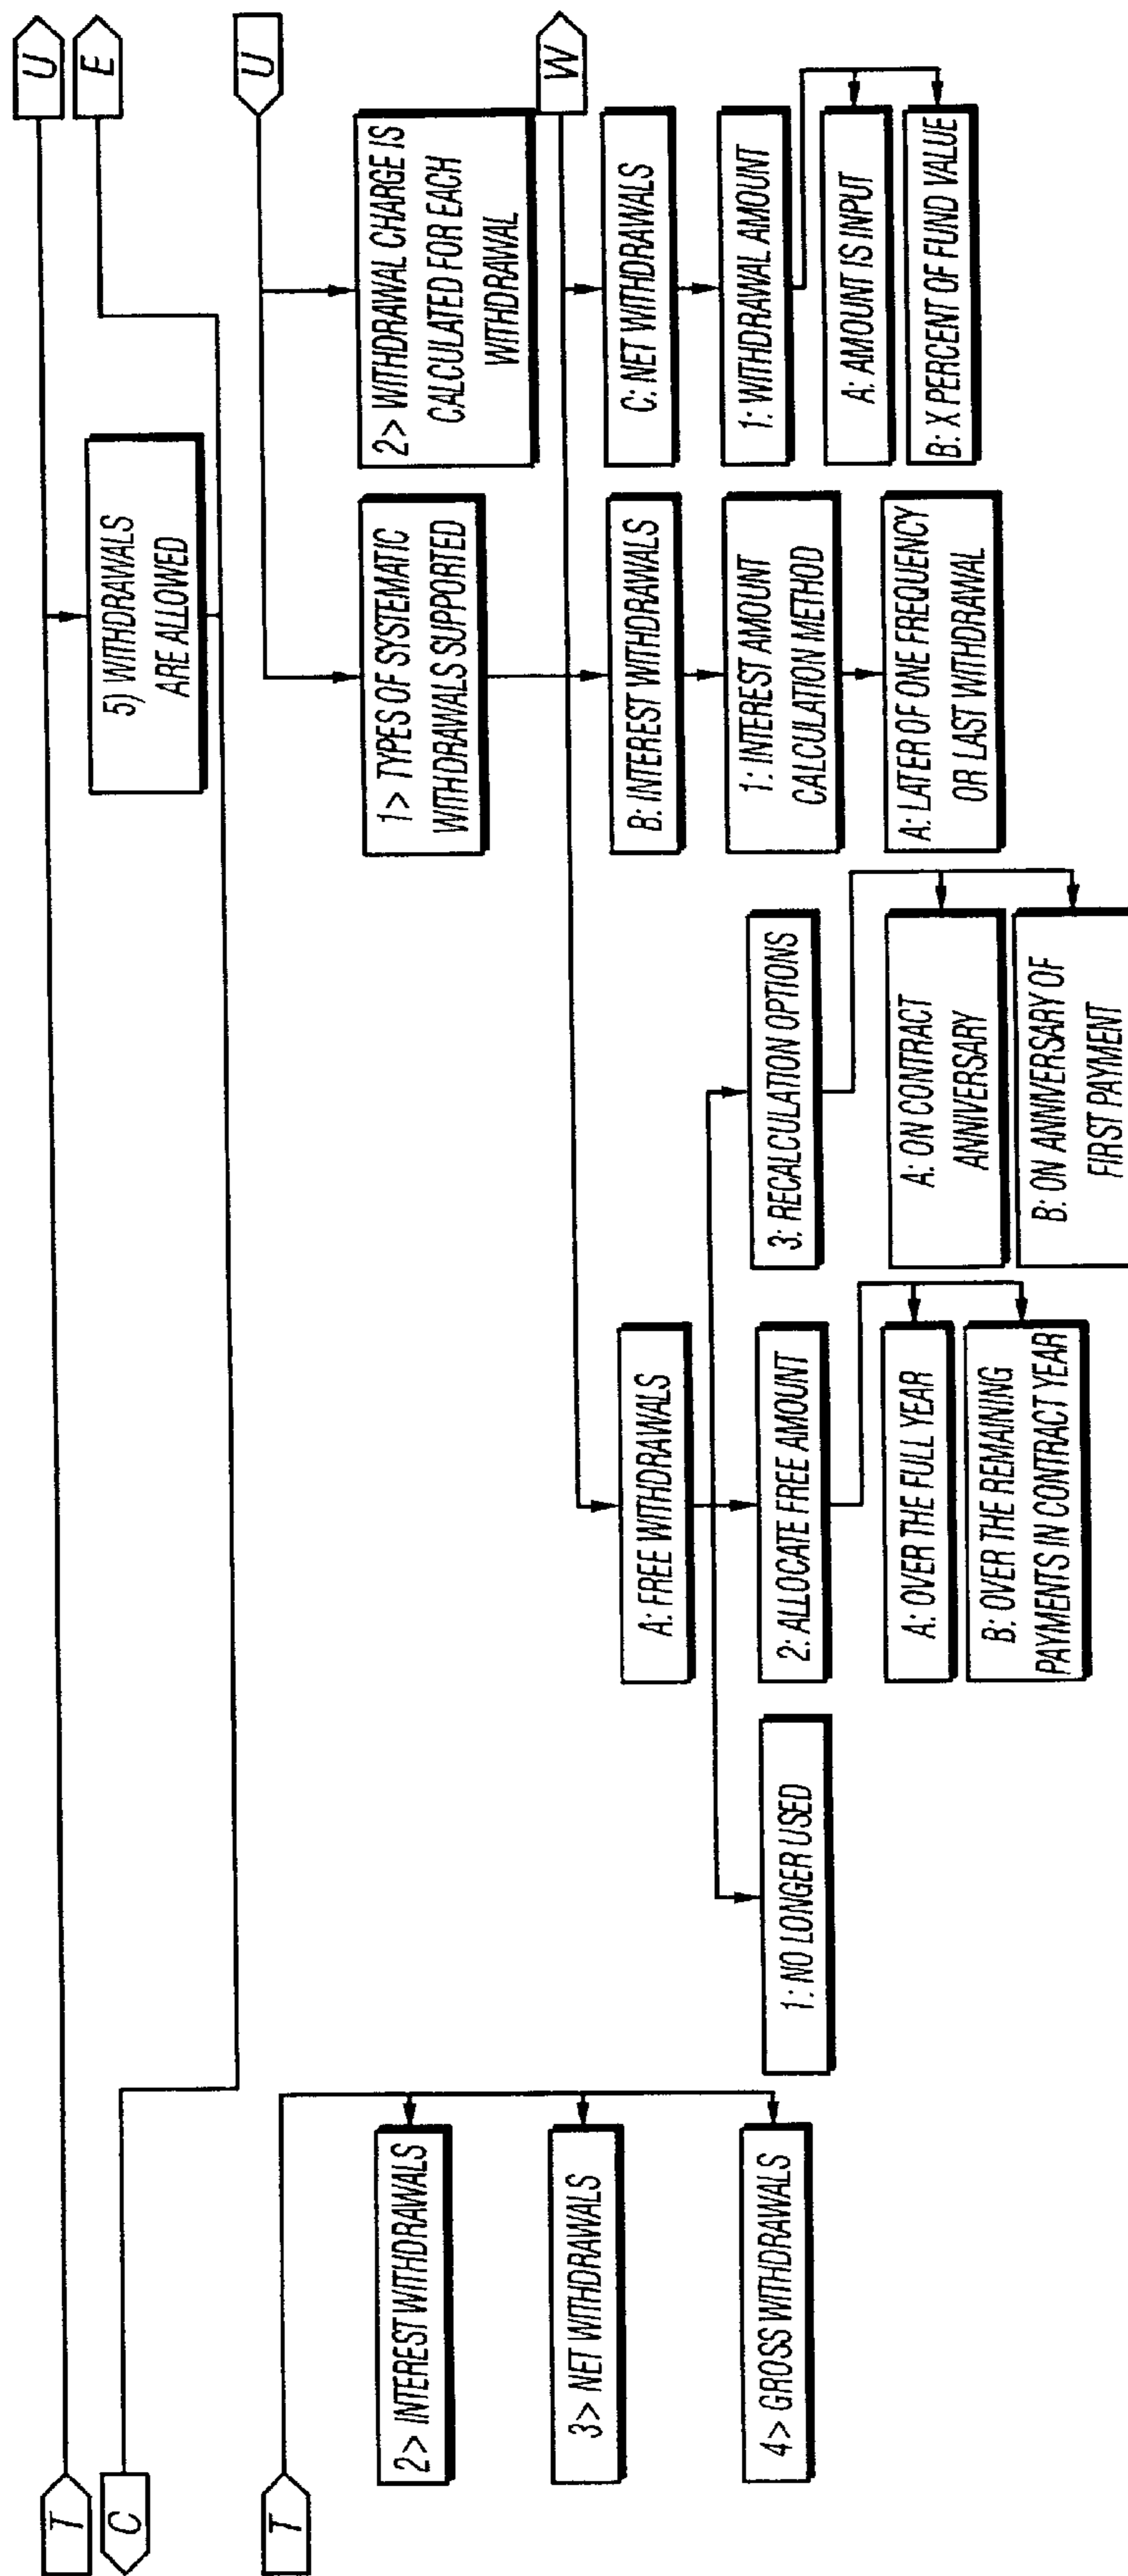 T
U
C
E
5) WITHDRAWALS
ARE ALLOWED
T
U
2> INTEREST WITHDRAWALS
3> NET WITHDRAWALS
4> GROSS WITHDRAWALS
1> TYPES OF SYSTEMATIC
WITHDRAWALS SUPPORTED
2> WITHDRAWAL CHARGE IS
CALCULATED FOR EACH
WITHDRAWAL
W
A: FREE WITHDRAWALS
B: INTEREST WITHDRAWALS
C: NET WITHDRAWALS
1: NO LONGER USED
2: ALLOCATE FREE AMOUNT
3: RECALCULATION OPTIONS
1: INTEREST AMOUNT
CALCULATION METHOD
1: WITHDRAWAL AMOUNT
A: OVER THE FULL YEAR
B: OVER THE REMAINING
PAYMENTS IN CONTRACT YEAR
A: ON CONTRACT
ANNIVERSARY
B: ON ANNIVERSARY OF
FIRST PAYMENT
A: LATER OF ONE FREQUENCY
OR LAST WITHDRAWAL
A: AMOUNT IS INPUT
B: X PERCENT OF FUND VALUE